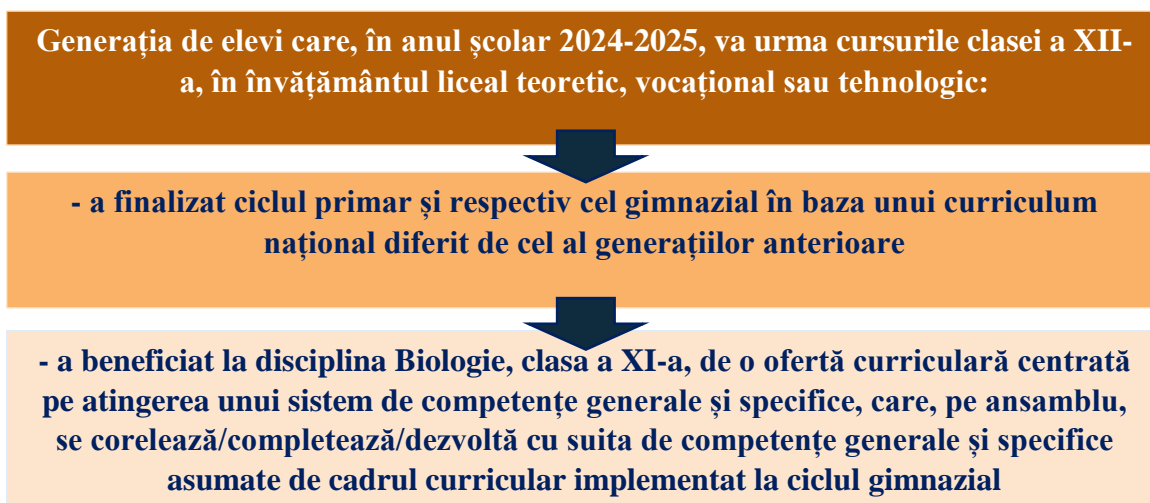 Generația de elevi care, în anul școlar 2024-2025, va urma cursurile clasei a XII-
a, în învățământul liceal teoretic, vocațional sau tehnologic:
- a finalizat ciclul primar și respectiv cel gimnazial în baza unui curriculum
național diferit de cel al generațiilor anterioare
- a beneficiat la disciplina Biologie, clasa a XI-a, de o ofertă curriculară centrată
pe atingerea unui sistem de competențe generale și specifice, care, pe ansamblu,
se corelează/completează/dezvoltă cu suita de competențe generale și specifice
asumate de cadrul curricular implementat la ciclul gimnazial